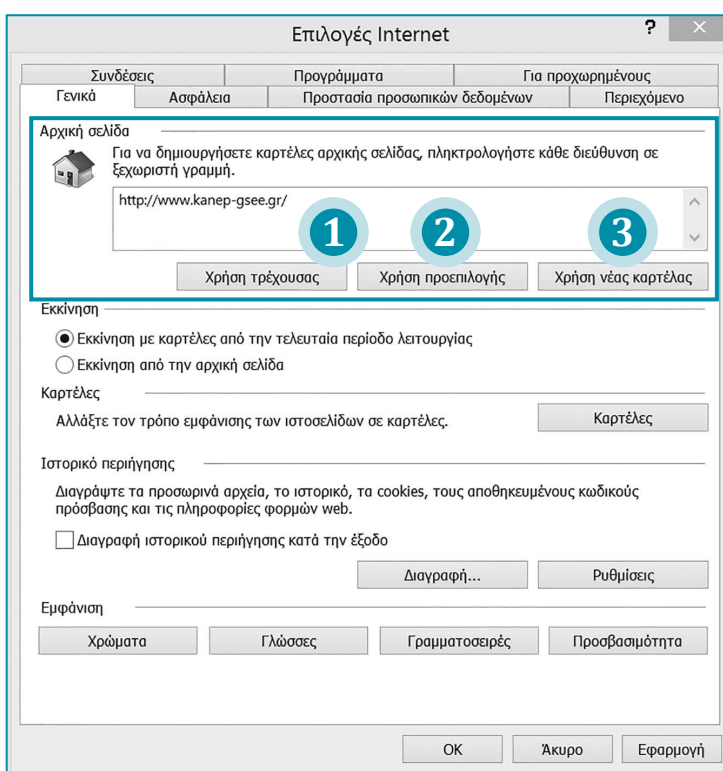 Επιλογές Internet
?
Συνδέσεις Προγράμματα Για προχωρημένους
Γενικά Ασφάλεια Προστασία προσωπικών δεδομένων Περιεχόμενο
Αρχική σελίδα
Για να δημιουργήσετε καρτέλες αρχικής σελίδας, πληκτρολογήστε κάθε διεύθυνση σε
ξεχωριστή γραμμή.
http://www.kanep-gsee.gr/
1 2 3
Χρήση τρέχουσας Χρήση προεπιλογής Χρήση νέας καρτέλας
Εκκίνηση
Εκκίνηση με καρτέλες από την τελευταία περίοδο λειτουργίας
Εκκίνηση από την αρχική σελίδα
Καρτέλες
Αλλάξτε τον τρόπο εμφάνισης των ιστοσελίδων σε καρτέλες. Καρτέλες
Ιστορικό περιήγησης
Διαγράψτε τα προσωρινά αρχεία, το ιστορικό, τα cookies, τους αποθηκευμένους κωδικούς
πρόσβασης και τις πληροφορίες φορμών web.
Διαγραφή ιστορικού περιήγησης κατά την έξοδο
Διαγραφή... Ρυθμίσεις
Εμφάνιση
Χρώματα Γλώσσες Γραμματοσειρές Προσβασιμότητα
OK Άκυρο Εφαρμογή